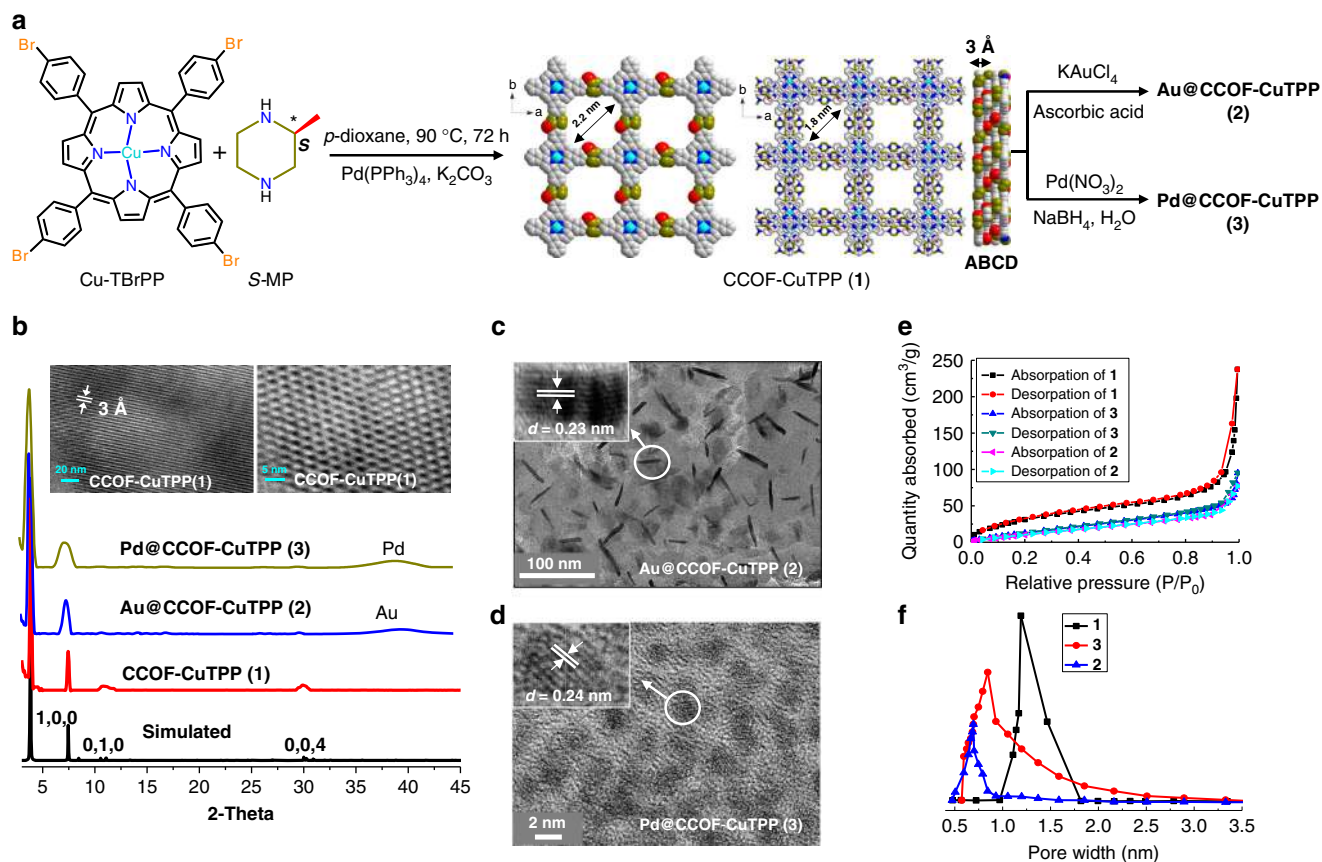 a
Br
Br
Br
Br
N
N
N
N
Cu
Cu-TBrPP
+
H
N
*
S
N
H
S-MP
p-dioxane, 90 °C, 72 h
Pd(PPh3)4, K2CO3
b
a
2.2 nm
b
a
1.8 nm
CCOF-CuTPP (1)
3 Å
ABCD
KAuCl4
Ascorbic acid
Au@CCOF-CuTPP
(2)
Pd(NO3)2
NaBH4, H2O
Pd@CCOF-CuTPP
(3)
b
3 Å
20 nm
CCOF-CuTPP(1)
5 nm
CCOF-CuTPP(1)
Pd@CCOF-CuTPP (3)
Pd
Au@CCOF-CuTPP (2)
Au
CCOF-CuTPP (1)
1,0,0
Simulated
0,1,0
0,0,4
5 10 15 20 25 30 35 40 45
2-Theta
c
d = 0.23 nm
100 nm
Au@CCOF-CuTPP (2)
d
d = 0.24 nm
2 nm
Pd@CCOF-CuTPP (3)
e
Quantity absorbed (cm3/g)
250
200
150
100
50
0
Absorpation of 1
Desorpation of 1
Absorpation of 3
Desorpation of 3
Absorpation of 2
Desorpation of 2
0.0 0.2 0.4 0.6 0.8 1.0
Relative pressure (P/P0)
f
1
3
2
0.5 1.0 1.5 2.0 2.5 3.0 3.5
Pore width (nm)